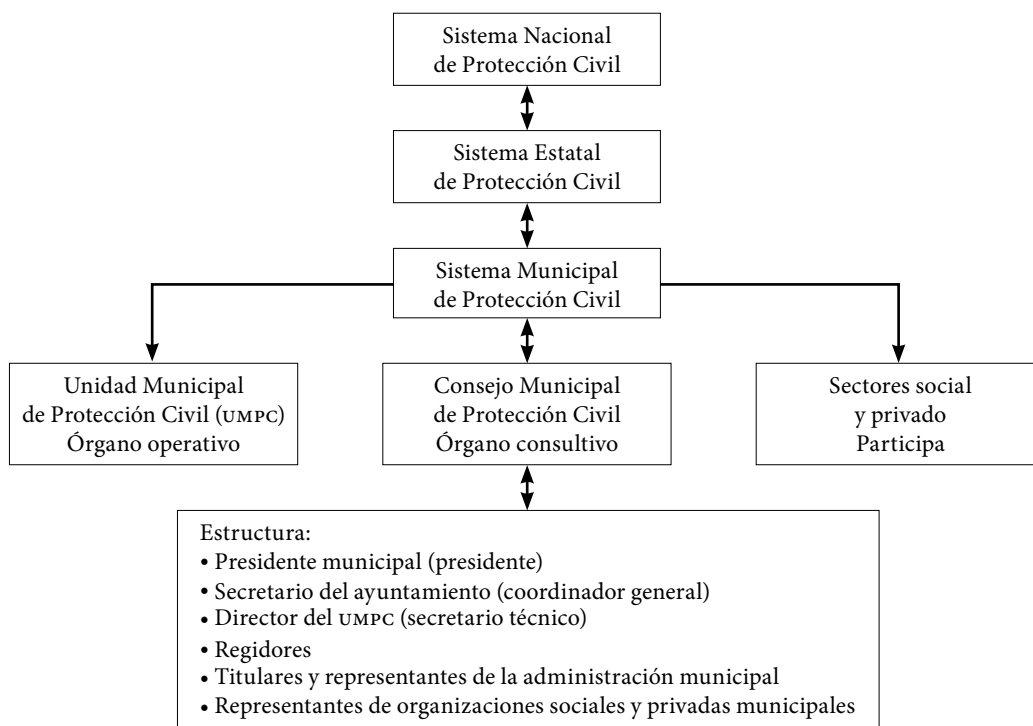 Sistema Nacional
de Protección Civil
Sistema Estatal
de Protección Civil
Sistema Municipal
de Protección Civil
Unidad Municipal
de Protección Civil (UMPC)
Órgano operativo
Consejo Municipal
de Protección Civil
Órgano consultivo
Sectores social
y privado
Participa
Estructura:
• Presidente municipal (presidente)
• Secretario del ayuntamiento (coordinador general)
• Director del UMPC (secretario técnico)
• Regidores
• Titulares y representantes de la administración municipal
• Representantes de organizaciones sociales y privadas municipales